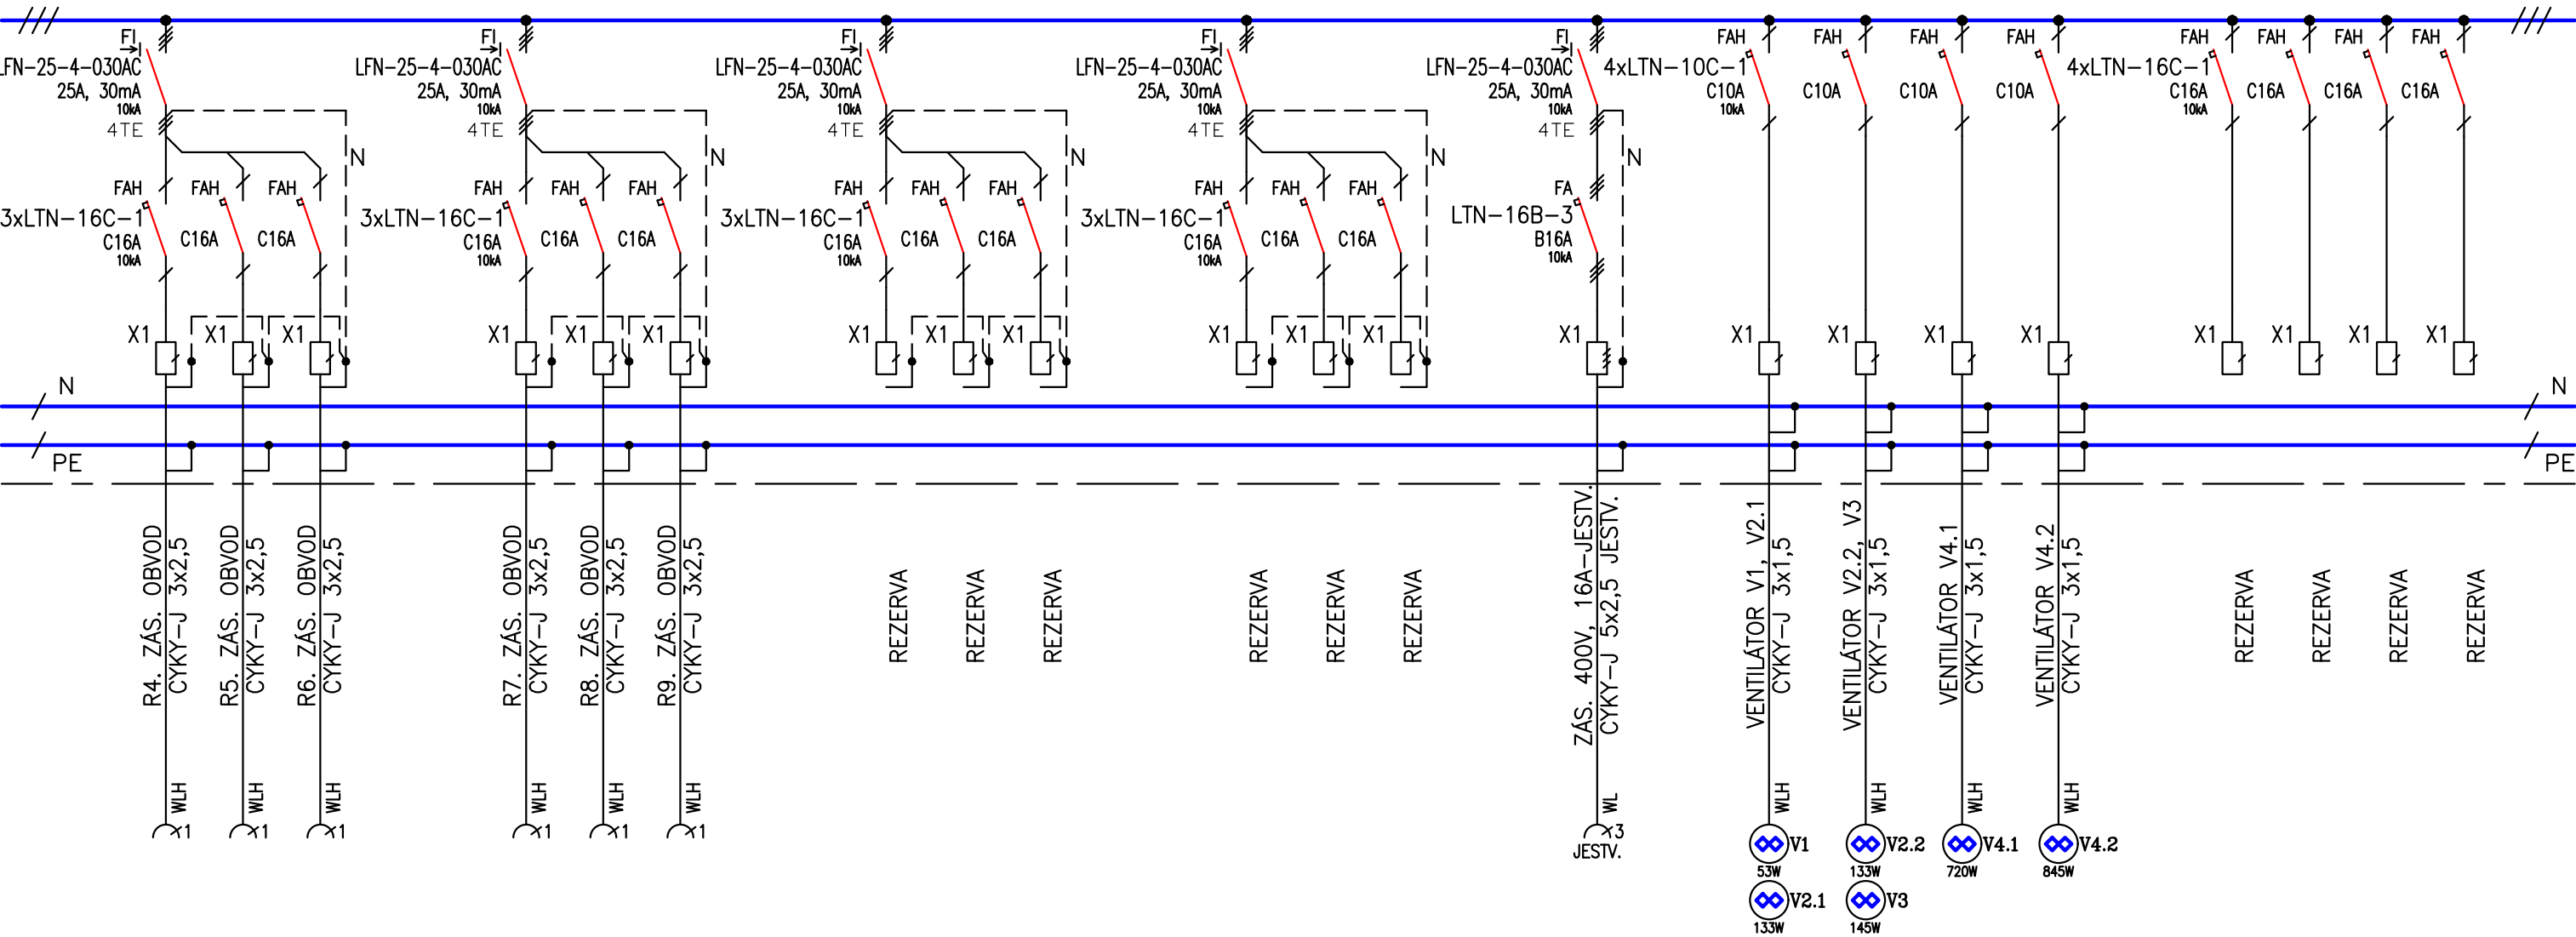 FI
LFN-25-4-030AC
25A, 30mA
10kA
4TE
N
FAH
FAH
FAH
3xLTN-16C-1
C16A
10kA
C16A
C16A
X1
X1
X1
FI
LFN-25-4-030AC
25A, 30mA
10kA
4TE
N
FAH
FAH
FAH
3xLTN-16C-1
C16A
10kA
C16A
C16A
X1
X1
X1
FI
LFN-25-4-030AC
25A, 30mA
10kA
4TE
N
FAH
FAH
FAH
3xLTN-16C-1
C16A
10kA
C16A
C16A
X1
X1
X1
FI
LFN-25-4-030AC
25A, 30mA
10kA
4TE
N
FAH
FAH
FAH
3xLTN-16C-1
C16A
10kA
C16A
C16A
X1
X1
X1
FI
LFN-25-4-030AC
25A, 30mA
10kA
4TE
N
FA
LTN-16B-3
B16A
10kA
X1
FAH
4xLTN-10C-1
C10A
10kA
FAH
C10A
FAH
C10A
FAH
C10A
X1
X1
X1
X1
FAH
4xLTN-16C-1
C16A
10kA
FAH
C16A
FAH
C16A
FAH
C16A
X1
X1
X1
X1
N
N
PE
PE
R4. ZÁS. OBVOD
CYKY-J 3x2,5
R5. ZÁS. OBVOD
CYKY-J 3x2,5
R6. ZÁS. OBVOD
CYKY-J 3x2,5
R7. ZÁS. OBVOD
CYKY-J 3x2,5
R8. ZÁS. OBVOD
CYKY-J 3x2,5
R9. ZÁS. OBVOD
CYKY-J 3x2,5
REZERVA
REZERVA
REZERVA
REZERVA
REZERVA
REZERVA
ZÁS. 400V, 16A-JESTV.
CYKY-J 5x2,5 JESTV.
VENTILÁTOR V1, V2.1
CYKY-J 3x1,5
VENTILÁTOR V2.2, V3
CYKY-J 3x1,5
VENTILÁTOR V4.1
CYKY-J 3x1,5
VENTILÁTOR V4.2
CYKY-J 3x1,5
REZERVA
REZERVA
REZERVA
REZERVA
WLH
WLH
WLH
WLH
WLH
WLH
WL
WLH
WLH
WLH
WLH
1
1
1
1
1
1
3
JESTV.
V1
53W
V2.2
133W
V4.1
720W
V4.2
845W
V2.1
133W
V3
145W